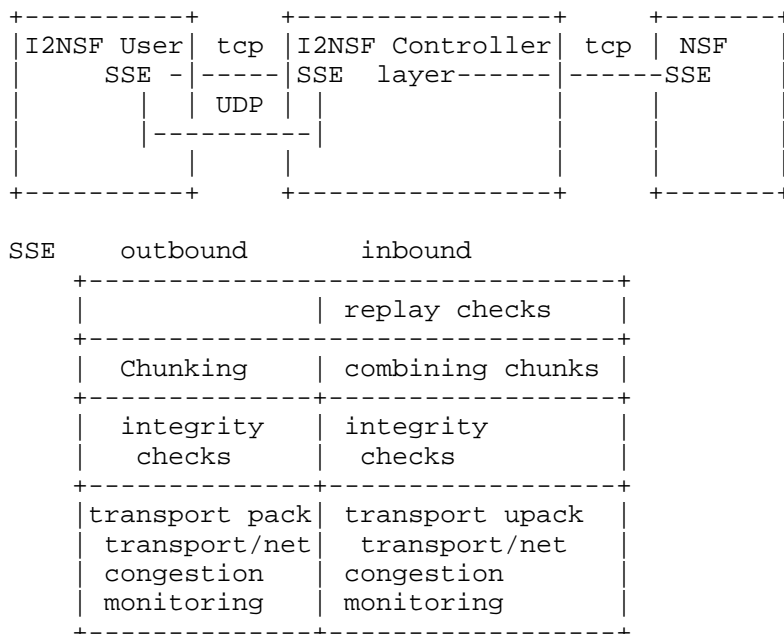 I2NSF User tcp I2NSF Controller tcp NSF
SSE SSE layer SSE
UDP
SSE outbound inbound
replay checks
Chunking combining chunks
integrity integrity
checks checks
transport pack transport upack
transport/net transport/net
congestion congestion
monitoring monitoring